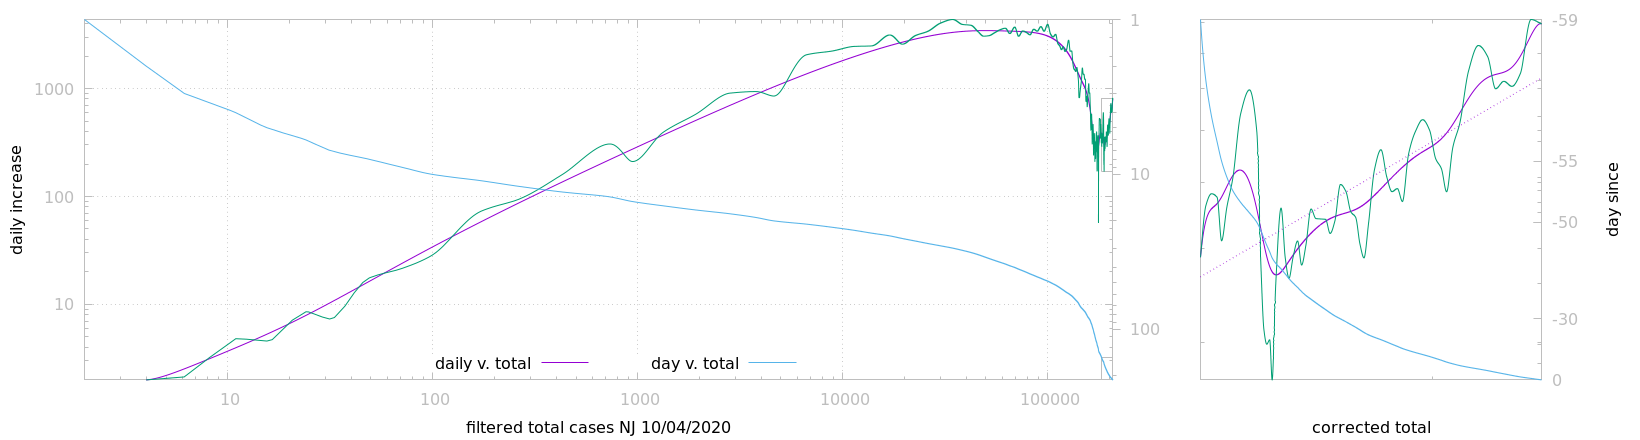 1
-59
1000
daily increase
10
-55
100
-50
day since
10
100
-30
daily v. total
day v. total
0
10
100
1000
10000
100000
filtered total cases NJ 10/04/2020
corrected total